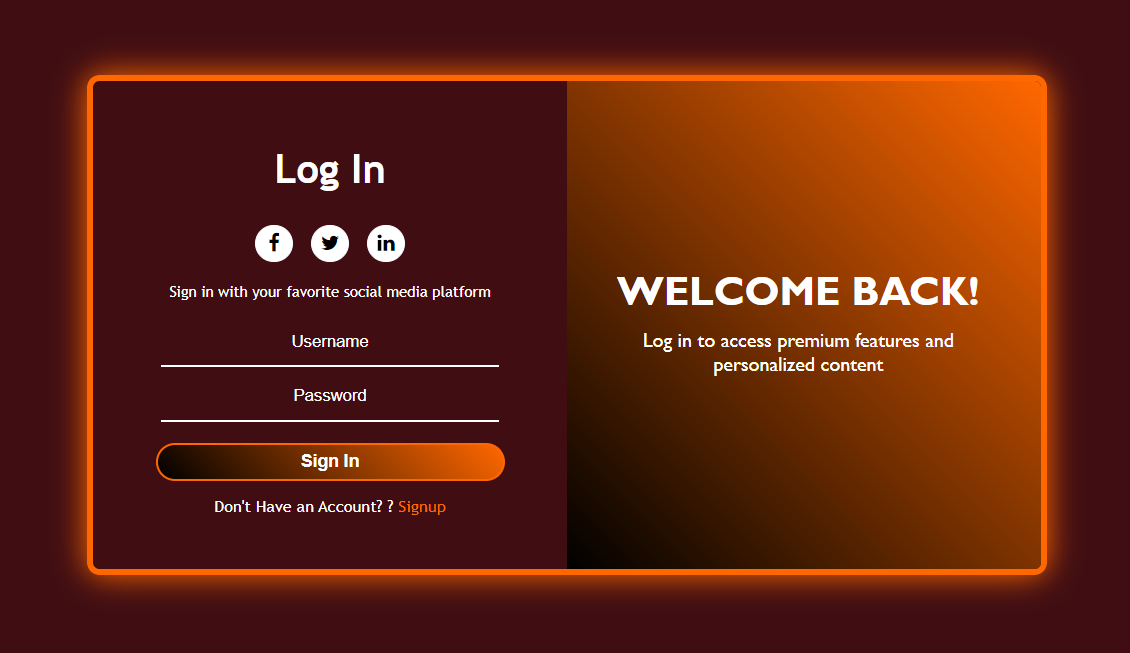 Log In
Sign in with your favorite social media platform
Username
Password
Sign In
Don't Have an Account? ? Signup
WELCOME BACK!
Log in to access premium features and
personalized content